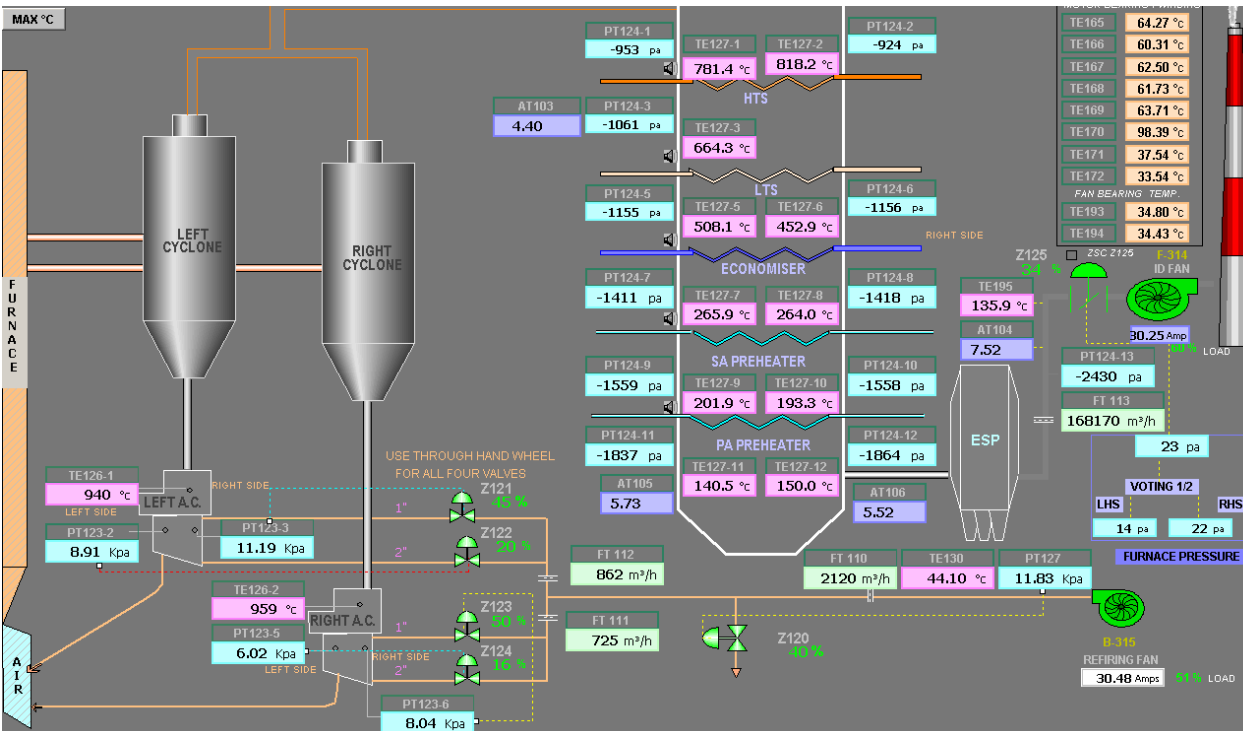 MAX °C
MOTOR BEARING / WINDING
TE165 64.27 °c
TE166 60.31 °c
TE167 62.50 °c
TE168 61.73 °c
TE169 63.71 °c
TE170 98.39 °c
TE171 37.54 °c
TE172 33.54 °c
FAN BEARING TEMP.
TE193 34.80 °c
TE194 34.43 °c
PT124-1
-953 pa
TE127-1
781.4 °c
TE127-2
818.2 °c
PT124-2
-924 pa
HTS
AT103
4.40
PT124-3
-1061 pa
TE127-3
664.3 °c
LTS
PT124-5
-1155 pa
TE127-5
508.1 °c
TE127-6
452.9 °c
PT124-6
-1156 pa
RIGHT SIDE
ECONOMISER
PT124-7
-1411 pa
TE127-7
265.9 °c
TE127-8
264.0 °c
PT124-8
-1418 pa
SA PREHEATER
PT124-9
-1559 pa
TE127-9
201.9 °c
TE127-10
193.3 °c
PT124-10
-1558 pa
PA PREHEATER
PT124-11
-1837 pa
TE127-11
140.5 °c
TE127-12
150.0 °c
PT124-12
-1864 pa
AT105
5.73
AT106
5.52
LEFT
CYCLONE
RIGHT
CYCLONE
FURNACE
Z125
34 %
ZSC Z125
F-314
ID FAN
30.25 Amp
60 % LOAD
TE195
135.9 °c
AT104
7.52
ESP
PT124-13
-2430 pa
FT 113
168170 m³/h
23 pa
VOTING 1/2
LHS
RHS
14 pa
22 pa
FURNACE PRESSURE
USE THROUGH HAND WHEEL
FOR ALL FOUR VALVES
TE126-1
940 °c
LEFT A.C.
RIGHT SIDE
LEFT SIDE
PT123-2
8.91 Kpa
PT123-3
11.19 Kpa
1"
Z121
45 %
2"
Z122
20 %
FT 112
862 m³/h
FT 110
2120 m³/h
TE130
44.10 °c
PT127
11.83 Kpa
TE126-2
959 °c
RIGHT A.C.
PT123-5
6.02 Kpa
LEFT SIDE
RIGHT SIDE
1"
Z123
50 %
2"
Z124
16 %
FT 111
725 m³/h
Z120
40 %
B-315
REFIRING FAN
30.48 Amps
51 % LOAD
PT123-6
8.04 Kpa
AIR